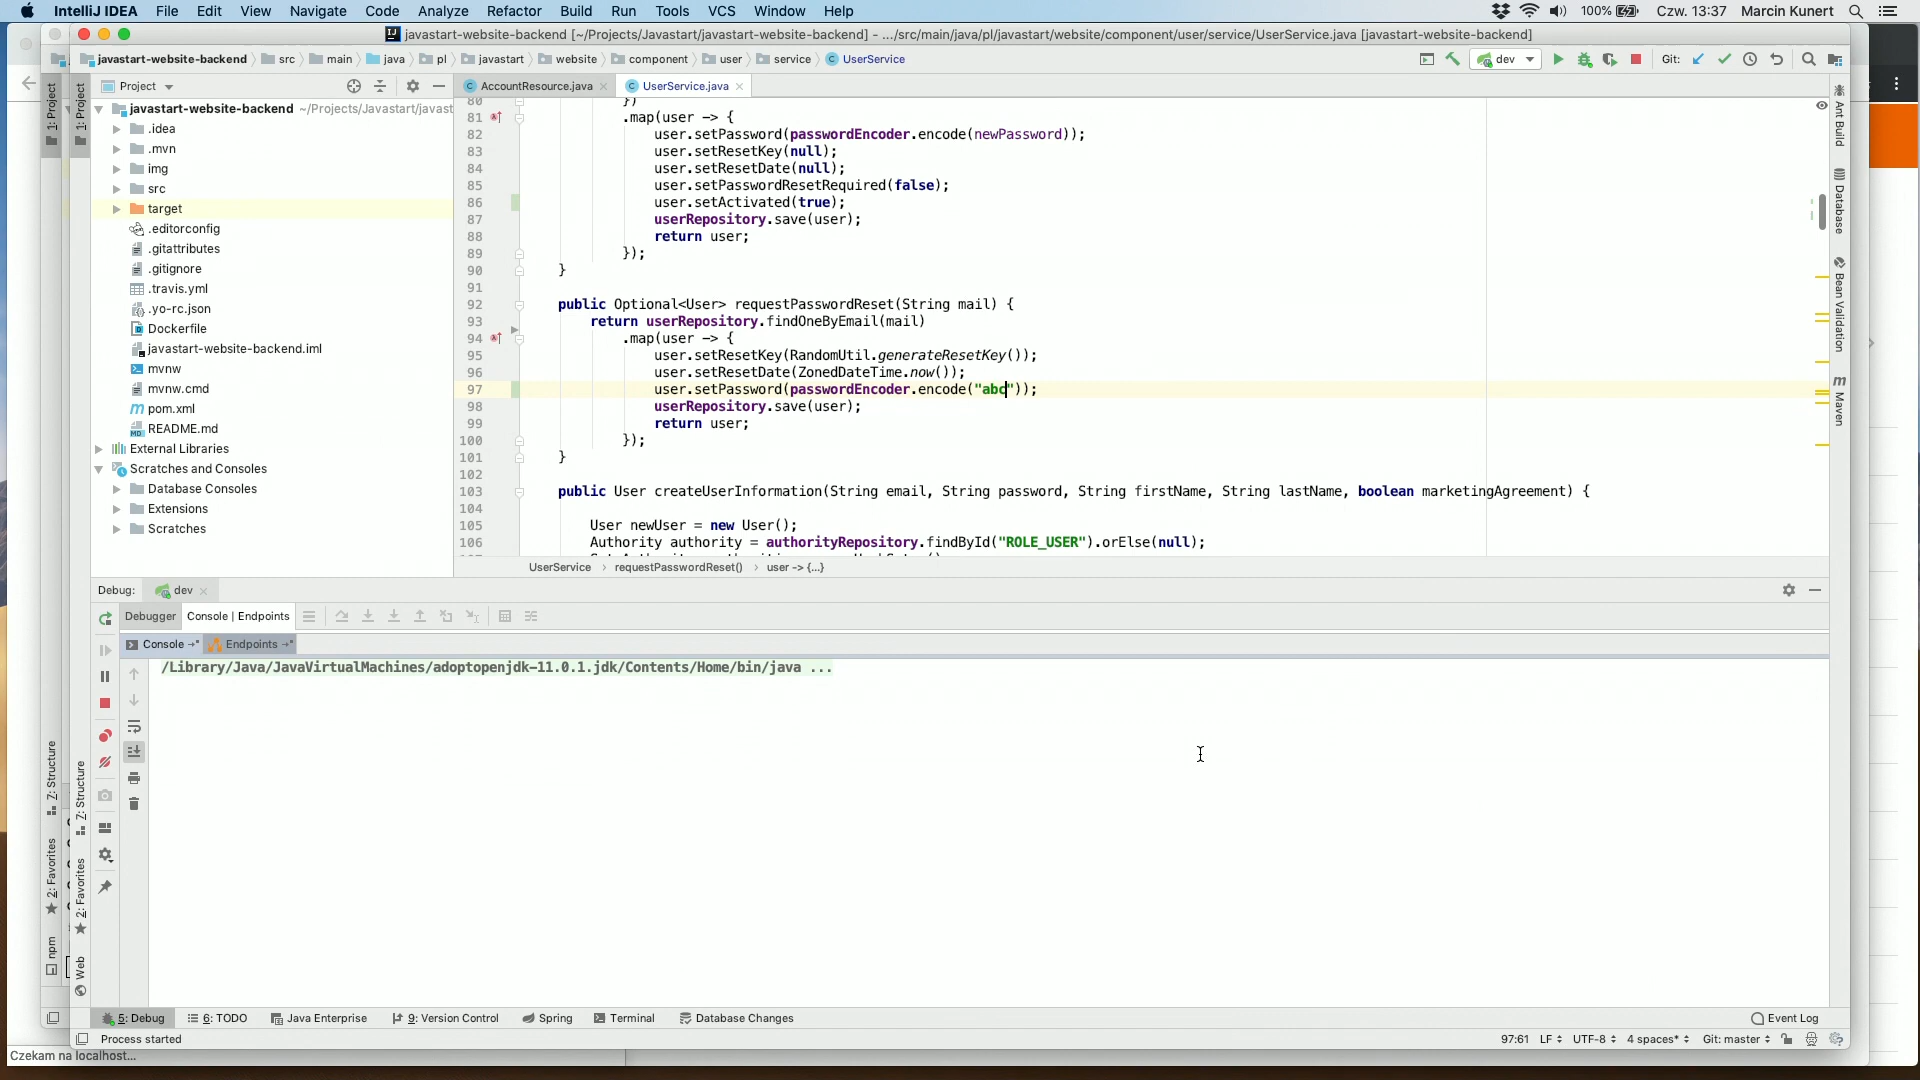 IntelliJ IDEA File Edit View Navigate Code Analyze Refactor Build Run Tools VCS Window Help 100% Czw. 13:37 Marcin Kunert
javastart-website-backend [~/Projects/Javastart/javastart-website-backend] - .../src/main/java/pl/javastart/website/component/user/service/UserService.java [javastart-website-backend]
javastart-website-backend src main java pl javastart website component user service UserService dev Git:
Project AccountResource.java UserService.java
javastart-website-backend ~/Projects/Javastart/javast
.idea
.mvn
img
src
target
.editorconfig
.gitattributes
.gitignore
.travis.yml
.yo-rc.json
Dockerfile
javastart-website-backend.iml
mvnw
mvnw.cmd
pom.xml
README.md
External Libraries
Scratches and Consoles
Database Consoles
Extensions
Scratches
80 })
81 .map(user -> {
82 user.setPassword(passwordEncoder.encode(newPassword));
83 user.setResetKey(null);
84 user.setResetDate(null);
85 user.setPasswordResetRequired(false);
86 user.setActivated(true);
87 userRepository.save(user);
88 return user;
89 });
90 }
91
92 public Optional<User> requestPasswordReset(String mail) {
93 return userRepository.findOneByEmail(mail)
94 .map(user -> {
95 user.setResetKey(RandomUtil.generateResetKey());
96 user.setResetDate(ZonedDateTime.now());
97 user.setPassword(passwordEncoder.encode("abc"));
98 userRepository.save(user);
99 return user;
100 });
101 }
102
103 public User createUserInformation(String email, String password, String firstName, String lastName, boolean marketingAgreement) {
104
105 User newUser = new User();
106 Authority authority = authorityRepository.findById("ROLE_USER").orElse(null);
UserService requestPasswordReset() user -> {...}
1: Project
1: Project
Ant Build
Database
Bean Validation
m Maven
Debug: dev
Debugger Console | Endpoints
Console Endpoints
/Library/Java/JavaVirtualMachines/adoptopenjdk-11.0.1.jdk/Contents/Home/bin/java ...
7: Structure
7: Structure
2: Favorites
2: Favorites
npm
Web
5: Debug 6: TODO Java Enterprise 9: Version Control Spring Terminal Database Changes Event Log
Process started 97:61 LF UTF-8 4 spaces* Git: master
Czekam na localhost...